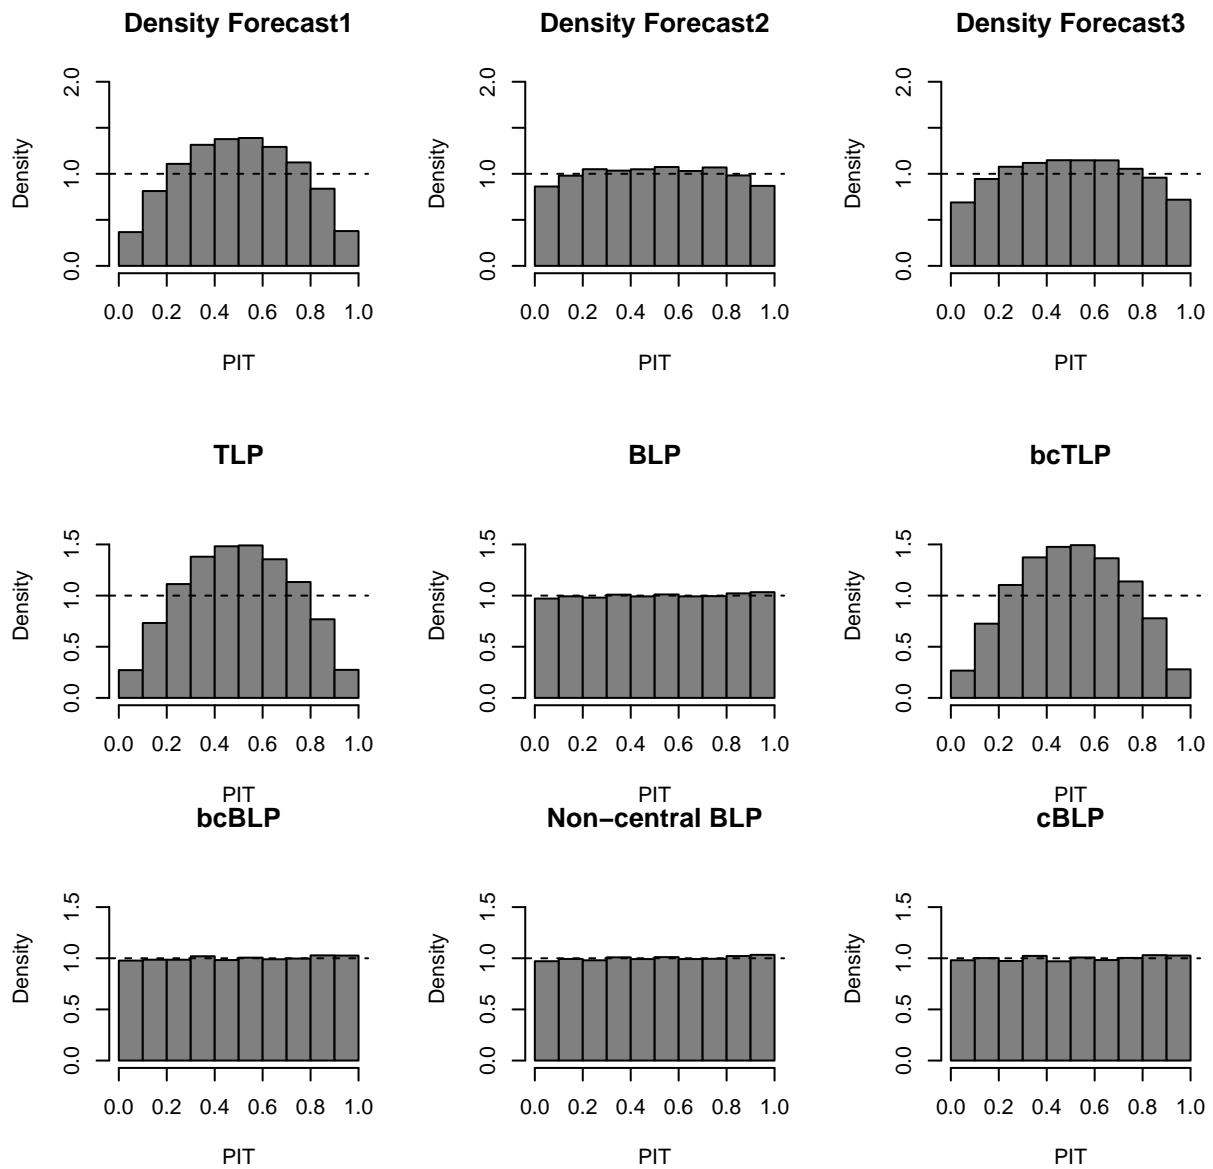 Density Forecast1
Density
0.0 1.0 2.0
0.0 0.2 0.4 0.6 0.8 1.0
PIT
Density Forecast2
Density
0.0 1.0 2.0
0.0 0.2 0.4 0.6 0.8 1.0
PIT
Density Forecast3
Density
0.0 1.0 2.0
0.0 0.2 0.4 0.6 0.8 1.0
PIT
TLP
Density
0.0 0.5 1.0 1.5
0.0 0.2 0.4 0.6 0.8 1.0
PIT
BLP
Density
0.0 0.5 1.0 1.5
0.0 0.2 0.4 0.6 0.8 1.0
PIT
bcTLP
Density
0.0 0.5 1.0 1.5
0.0 0.2 0.4 0.6 0.8 1.0
PIT
bcBLP
Density
0.0 0.5 1.0 1.5
0.0 0.2 0.4 0.6 0.8 1.0
PIT
Non−central BLP
Density
0.0 0.5 1.0 1.5
0.0 0.2 0.4 0.6 0.8 1.0
PIT
cBLP
Density
0.0 0.5 1.0 1.5
0.0 0.2 0.4 0.6 0.8 1.0
PIT